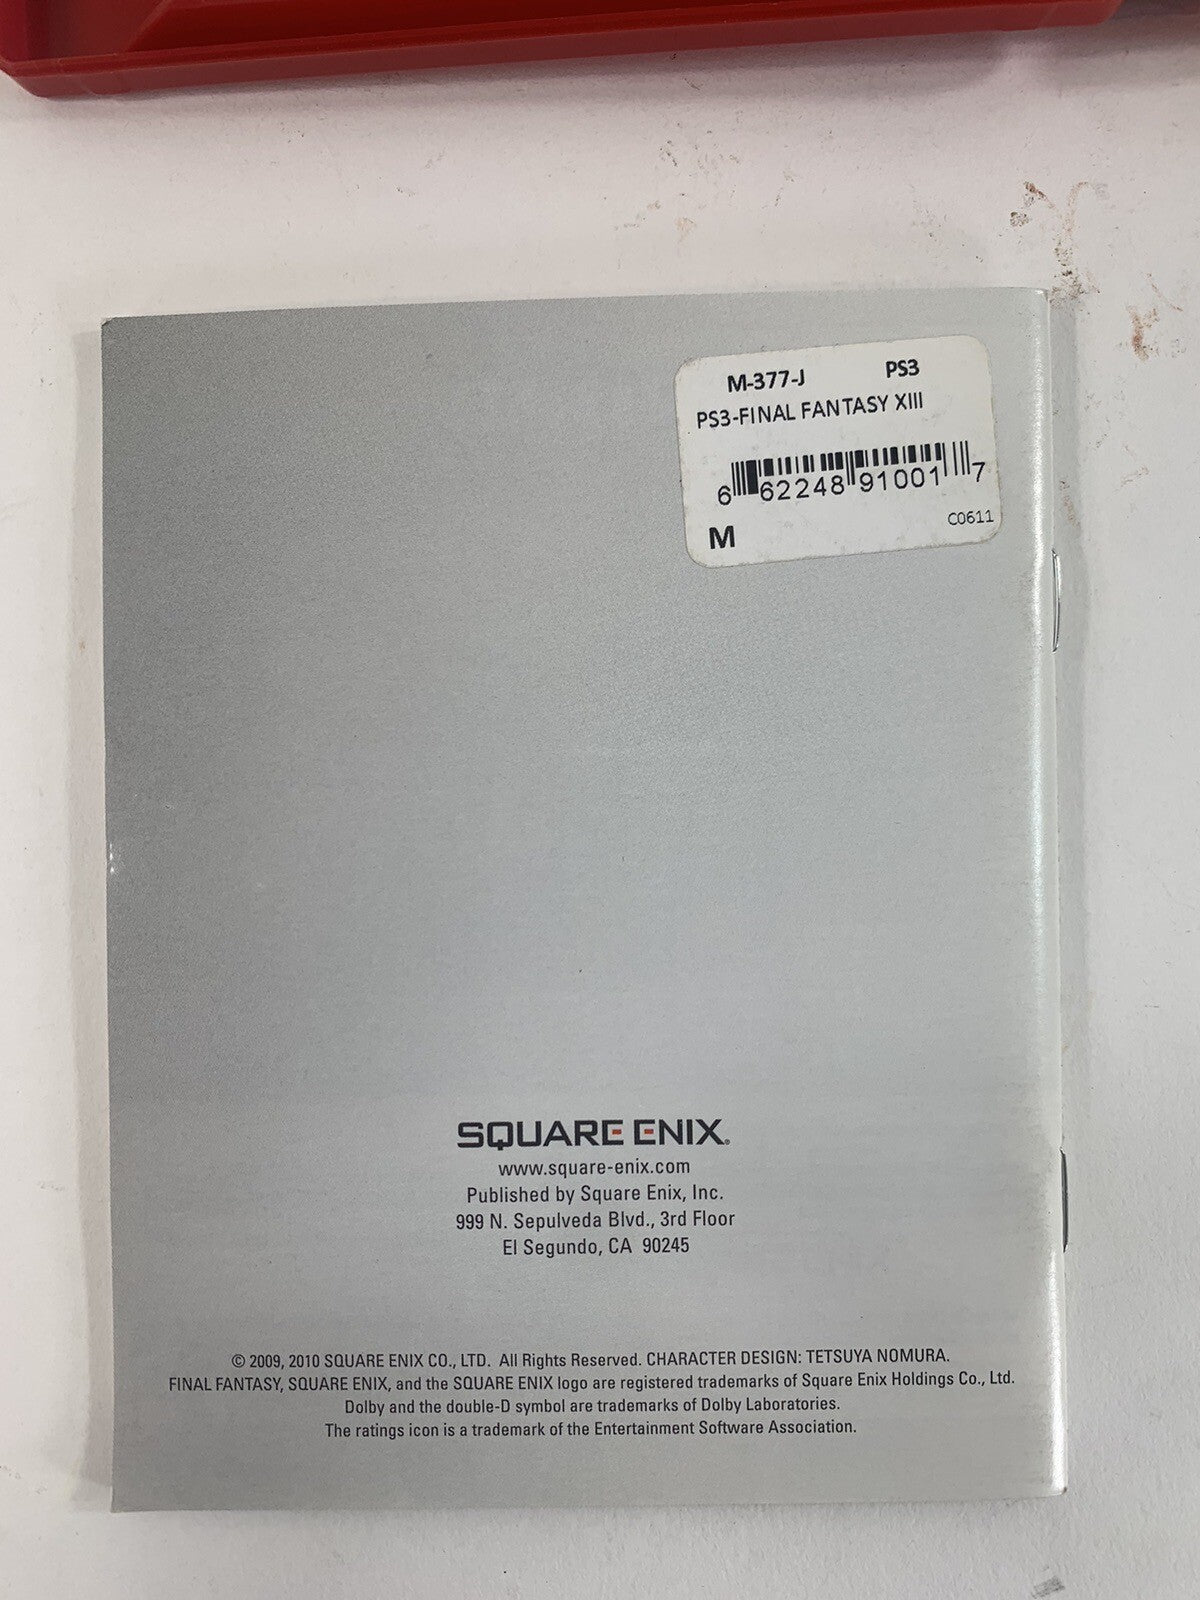 M-377-J PS3
PS3-FINAL FANTASY XIII
6 62248 91001 7
M C0611
SQUARE ENIX.
www.square-enix.com
Published by Square Enix, Inc.
999 N. Sepulveda Blvd., 3rd Floor
El Segundo, CA 90245
© 2009, 2010 SQUARE ENIX CO., LTD. All Rights Reserved. CHARACTER DESIGN: TETSUYA NOMURA.
FINAL FANTASY, SQUARE ENIX, and the SQUARE ENIX logo are registered trademarks of Square Enix Holdings Co., Ltd.
Dolby and the double-D symbol are trademarks of Dolby Laboratories.
The ratings icon is a trademark of the Entertainment Software Association.